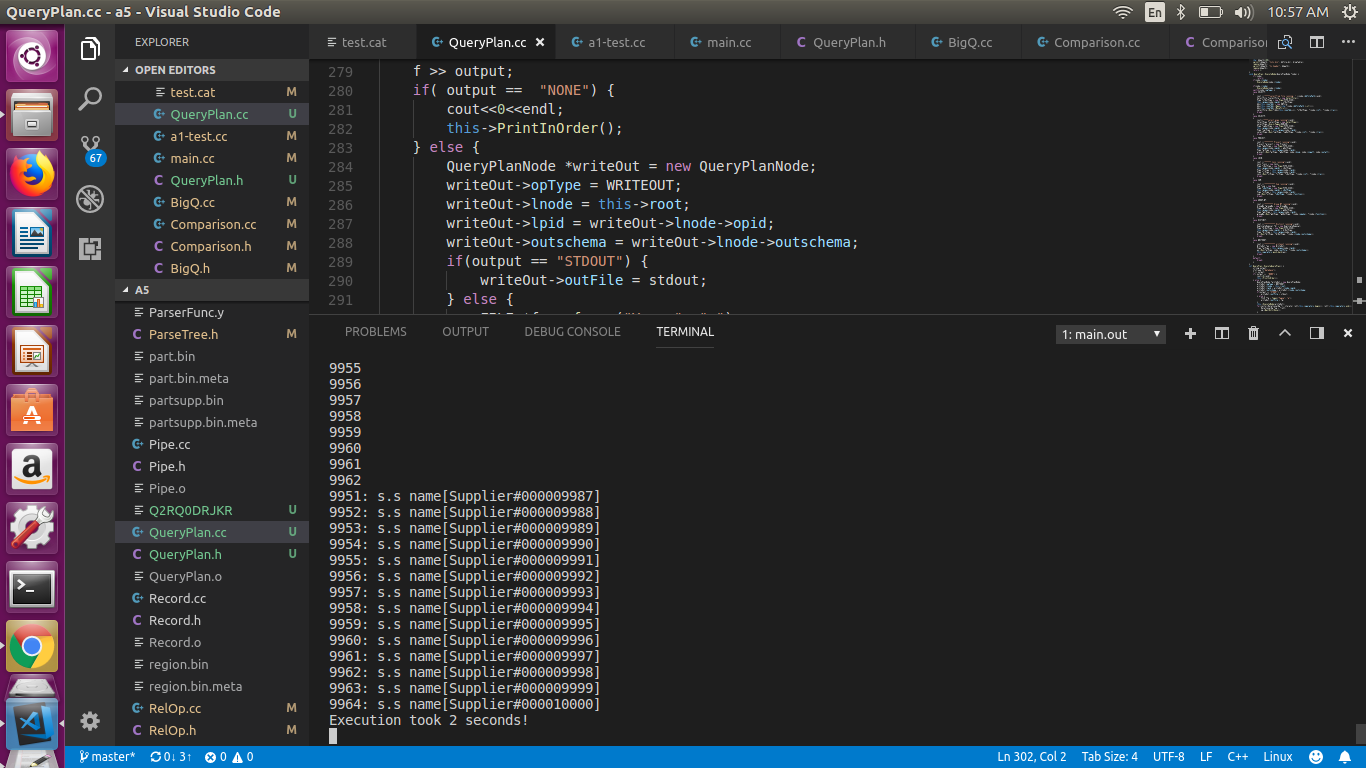 QueryPlan.cc - a5 - Visual Studio Code
En
10:57 AM
EXPLORER
OPEN EDITORS
test.cat M
QueryPlan.cc U
a1-test.cc M
main.cc M
QueryPlan.h U
BigQ.cc M
Comparison.cc M
Comparison.h M
BigQ.h M
A5
ParserFunc.y
ParseTree.h M
part.bin
part.bin.meta
partsupp.bin
partsupp.bin.meta
Pipe.cc
Pipe.h
Pipe.o
Q2RQ0DRJKR U
QueryPlan.cc U
QueryPlan.h U
QueryPlan.o
Record.cc
Record.h
Record.o
region.bin
region.bin.meta
RelOp.cc M
RelOp.h M
67
test.cat QueryPlan.cc a1-test.cc main.cc QueryPlan.h BigQ.cc Comparison.cc
279 f >> output;
280 if( output == "NONE") {
281 cout<<0<<endl;
282 this->PrintInOrder();
283 } else {
284 QueryPlanNode *writeOut = new QueryPlanNode;
285 writeOut->opType = WRITEOUT;
286 writeOut->lnode = this->root;
287 writeOut->lpid = writeOut->lnode->opid;
288 writeOut->outschema = writeOut->lnode->outschema;
289 if(output == "STDOUT") {
290 writeOut->outFile = stdout;
291 } else {
PROBLEMS OUTPUT DEBUG CONSOLE TERMINAL
1: main.out
9955
9956
9957
9958
9959
9960
9961
9962
9951: s.s name[Supplier#000009987]
9952: s.s name[Supplier#000009988]
9953: s.s name[Supplier#000009989]
9954: s.s name[Supplier#000009990]
9955: s.s name[Supplier#000009991]
9956: s.s name[Supplier#000009992]
9957: s.s name[Supplier#000009993]
9958: s.s name[Supplier#000009994]
9959: s.s name[Supplier#000009995]
9960: s.s name[Supplier#000009996]
9961: s.s name[Supplier#000009997]
9962: s.s name[Supplier#000009998]
9963: s.s name[Supplier#000009999]
9964: s.s name[Supplier#000010000]
Execution took 2 seconds!
master* 0↓ 3↑ 0 0
Ln 302, Col 2 Tab Size: 4 UTF-8 LF C++ Linux